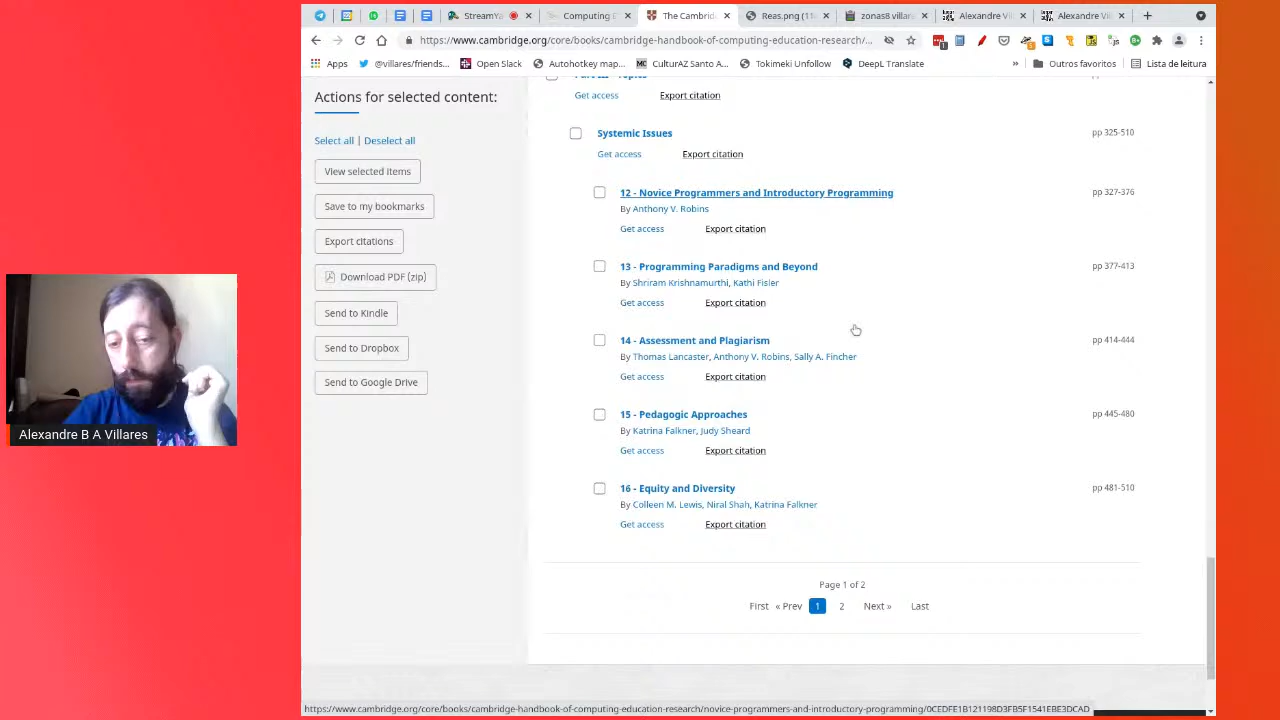 StreamYa
Computing E
The Cambrid
Reas.png (11
zonas8 villar
Alexandre Vil
Alexandre Vil
https://www.cambridge.org/core/books/cambridge-handbook-of-computing-education-research/...
Apps
@villares/friends...
Open Slack
Autohotkey map...
MC CulturAZ Santo A...
Tokimeki Unfollow
DeepL Translate
»
Outros favoritos
Lista de leitura
Actions for selected content:
Select all | Deselect all
View selected items
Save to my bookmarks
Export citations
Download PDF (zip)
Send to Kindle
Send to Dropbox
Send to Google Drive
Get access Export citation
Systemic Issues pp 325-510
Get access Export citation
12 - Novice Programmers and Introductory Programming pp 327-376
By Anthony V. Robins
Get access Export citation
13 - Programming Paradigms and Beyond pp 377-413
By Shriram Krishnamurthi, Kathi Fisler
Get access Export citation
14 - Assessment and Plagiarism pp 414-444
By Thomas Lancaster, Anthony V. Robins, Sally A. Fincher
Get access Export citation
15 - Pedagogic Approaches pp 445-480
By Katrina Falkner, Judy Sheard
Get access Export citation
16 - Equity and Diversity pp 481-510
By Colleen M. Lewis, Niral Shah, Katrina Falkner
Get access Export citation
Page 1 of 2
First « Prev 1 2 Next » Last
https://www.cambridge.org/core/books/cambridge-handbook-of-computing-education-research/novice-programmers-and-introductory-programming/0CEDFE1B121198D3FB5F1541EBE3DCAD
Alexandre B A Villares